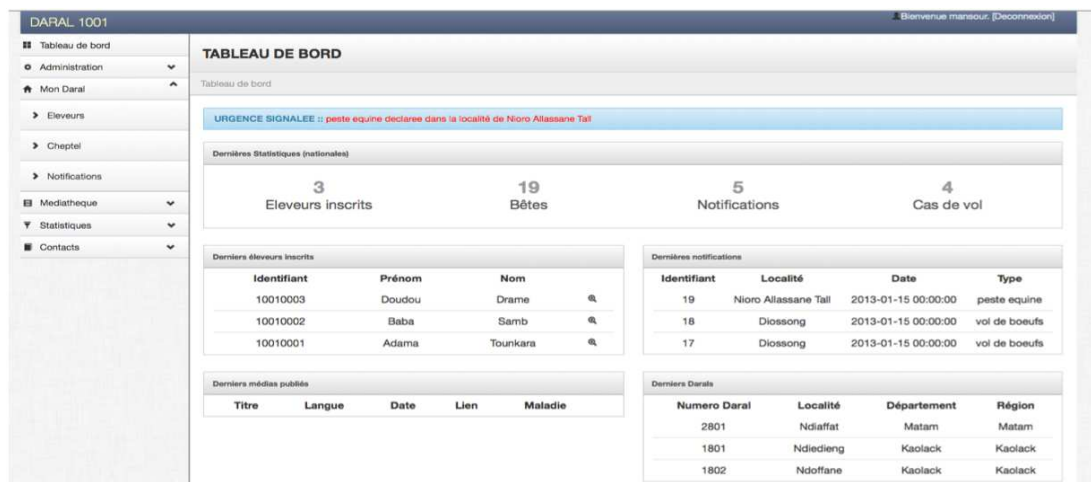 DARAL 1001
Bienvenue mansour. [Deconnexion]
Tableau de bord
Administration
Mon Daral
Eleveurs
Cheptel
Notifications
Mediatheque
Statistiques
Contacts
TABLEAU DE BORD
Tableau de bord
URGENCE SIGNALEE :: peste equine declaree dans la localité de Nioro Allassane Tall
Dernières Statistiques (nationales)
3 19 5 4
Eleveurs inscrits Bêtes Notifications Cas de vol
Derniers éleveurs inscrits
Identifiant Prénom Nom
10010003 Doudou Drame
10010002 Baba Samb
10010001 Adama Tounkara
Dernières notifications
Identifiant Localité Date Type
19 Nioro Allassane Tall 2013-01-15 00:00:00 peste equine
18 Diossong 2013-01-15 00:00:00 vol de boeufs
17 Diossong 2013-01-15 00:00:00 vol de boeufs
Derniers médias publiés
Titre Langue Date Lien Maladie
Derniers Darals
Numero Daral Localité Département Région
2801 Ndiaffat Matam Matam
1801 Ndiedieng Kaolack Kaolack
1802 Ndoffane Kaolack Kaolack